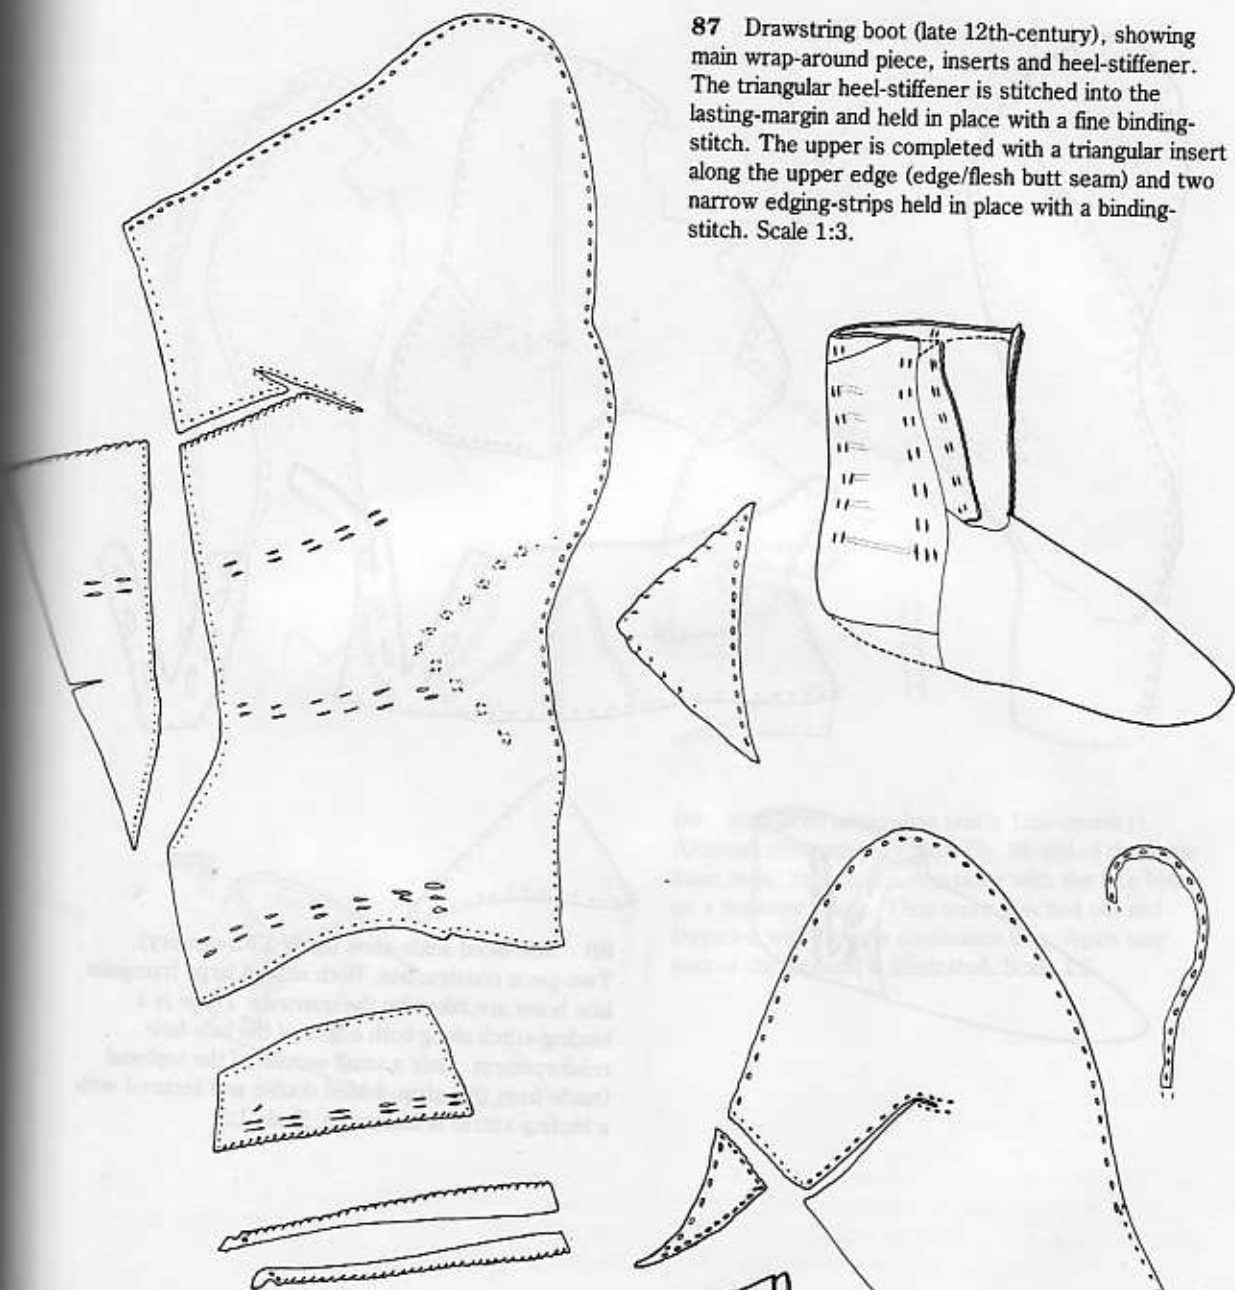 87 Drawstring boot (late 12th-century), showing
main wrap-around piece, inserts and heel-stiffener.
The triangular heel-stiffener is stitched into the
lasting-margin and held in place with a fine binding-
stitch. The upper is completed with a triangular insert
along the upper edge (edge/flesh butt seam) and two
narrow edging-strips held in place with a binding-
stitch. Scale 1:3.